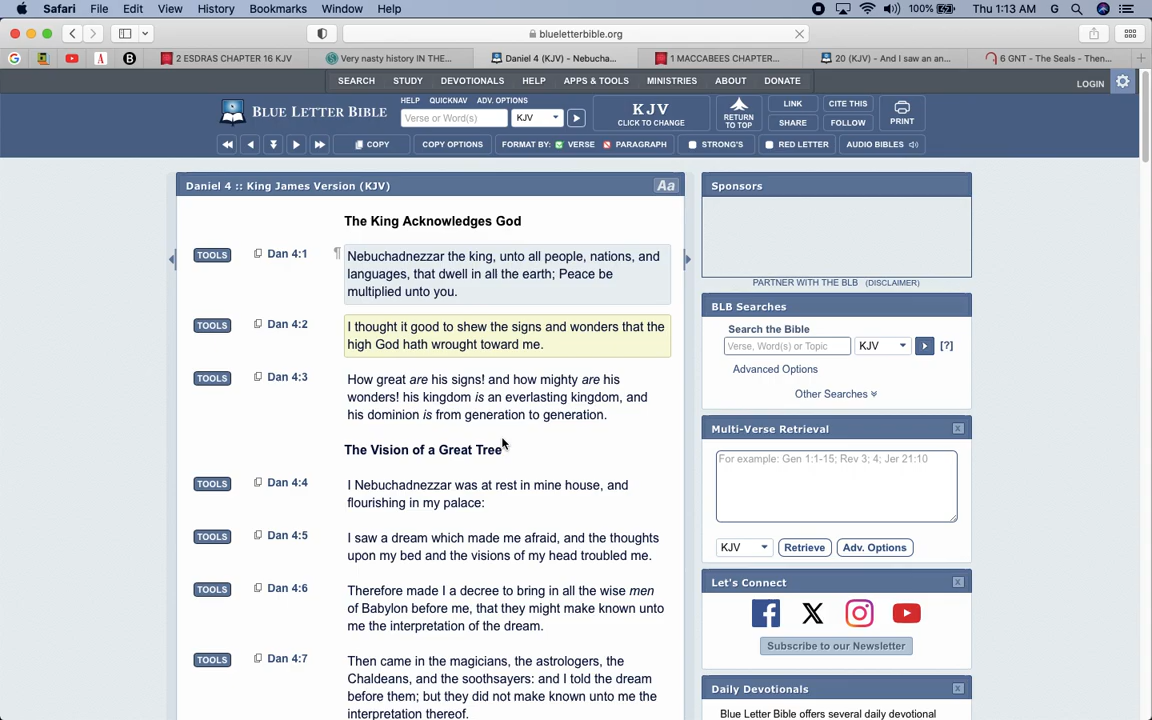 Safari File Edit View History Bookmarks Window Help 100% Thu 1:13 AM G
blueletterbible.org
2 ESDRAS CHAPTER 16 KJV Very nasty history IN THE... Daniel 4 (KJV) - Nebucha... 1 MACCABEES CHAPTER... 20 (KJV) - And I saw an an... 6 GNT - The Seals - Then...
SEARCH STUDY DEVOTIONALS HELP APPS & TOOLS MINISTRIES ABOUT DONATE LOGIN
BLUE LETTER BIBLE
HELP QUICKNAV ADV. OPTIONS
Verse or Word(s) KJV
KJV
CLICK TO CHANGE
RETURN
TO TOP
LINK CITE THIS
SHARE FOLLOW
PRINT
COPY COPY OPTIONS FORMAT BY: VERSE PARAGRAPH STRONG'S RED LETTER AUDIO BIBLES
Daniel 4 :: King James Version (KJV) Aa
The King Acknowledges God
TOOLS Dan 4:1 ¶ Nebuchadnezzar the king, unto all people, nations, and
languages, that dwell in all the earth; Peace be
multiplied unto you.
TOOLS Dan 4:2 I thought it good to shew the signs and wonders that the
high God hath wrought toward me.
TOOLS Dan 4:3 How great are his signs! and how mighty are his
wonders! his kingdom is an everlasting kingdom, and
his dominion is from generation to generation.
The Vision of a Great Tree
TOOLS Dan 4:4 I Nebuchadnezzar was at rest in mine house, and
flourishing in my palace:
TOOLS Dan 4:5 I saw a dream which made me afraid, and the thoughts
upon my bed and the visions of my head troubled me.
TOOLS Dan 4:6 Therefore made I a decree to bring in all the wise men
of Babylon before me, that they might make known unto
me the interpretation of the dream.
TOOLS Dan 4:7 Then came in the magicians, the astrologers, the
Chaldeans, and the soothsayers: and I told the dream
before them; but they did not make known unto me the
interpretation thereof.
Sponsors
PARTNER WITH THE BLB (DISCLAIMER)
BLB Searches
Search the Bible
Verse, Word(s) or Topic KJV [?]
Advanced Options
Other Searches
Multi-Verse Retrieval x
For example: Gen 1:1-15; Rev 3; 4; Jer 21:10
KJV Retrieve Adv. Options
Let's Connect x
Subscribe to our Newsletter
Daily Devotionals x
Blue Letter Bible offers several daily devotional